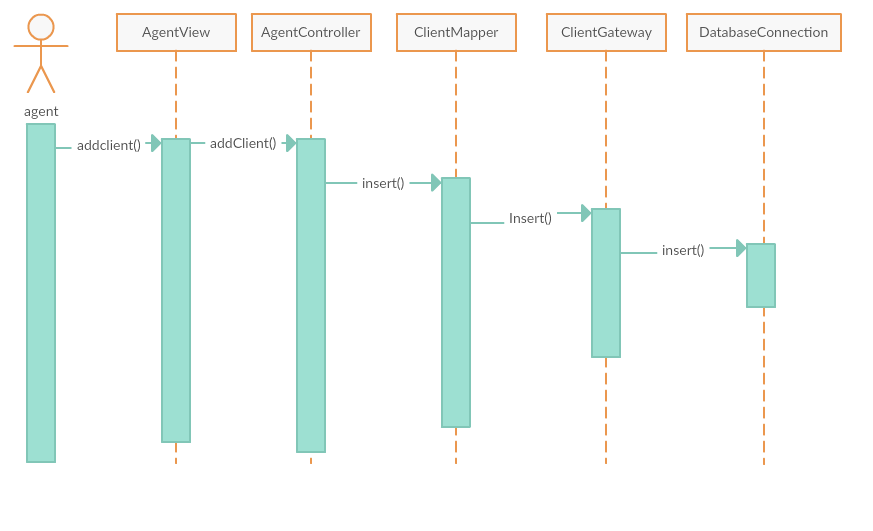 AgentView
AgentController
ClientMapper
ClientGateway
DatabaseConnection
agent
addclient()
addClient()
insert()
Insert()
insert()